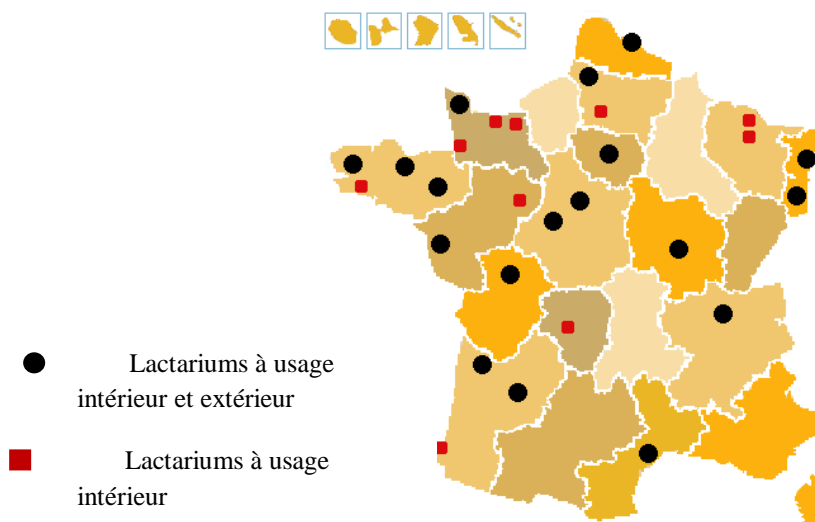 Lactariums à usage
intérieur et extérieur
Lactariums à usage
intérieur